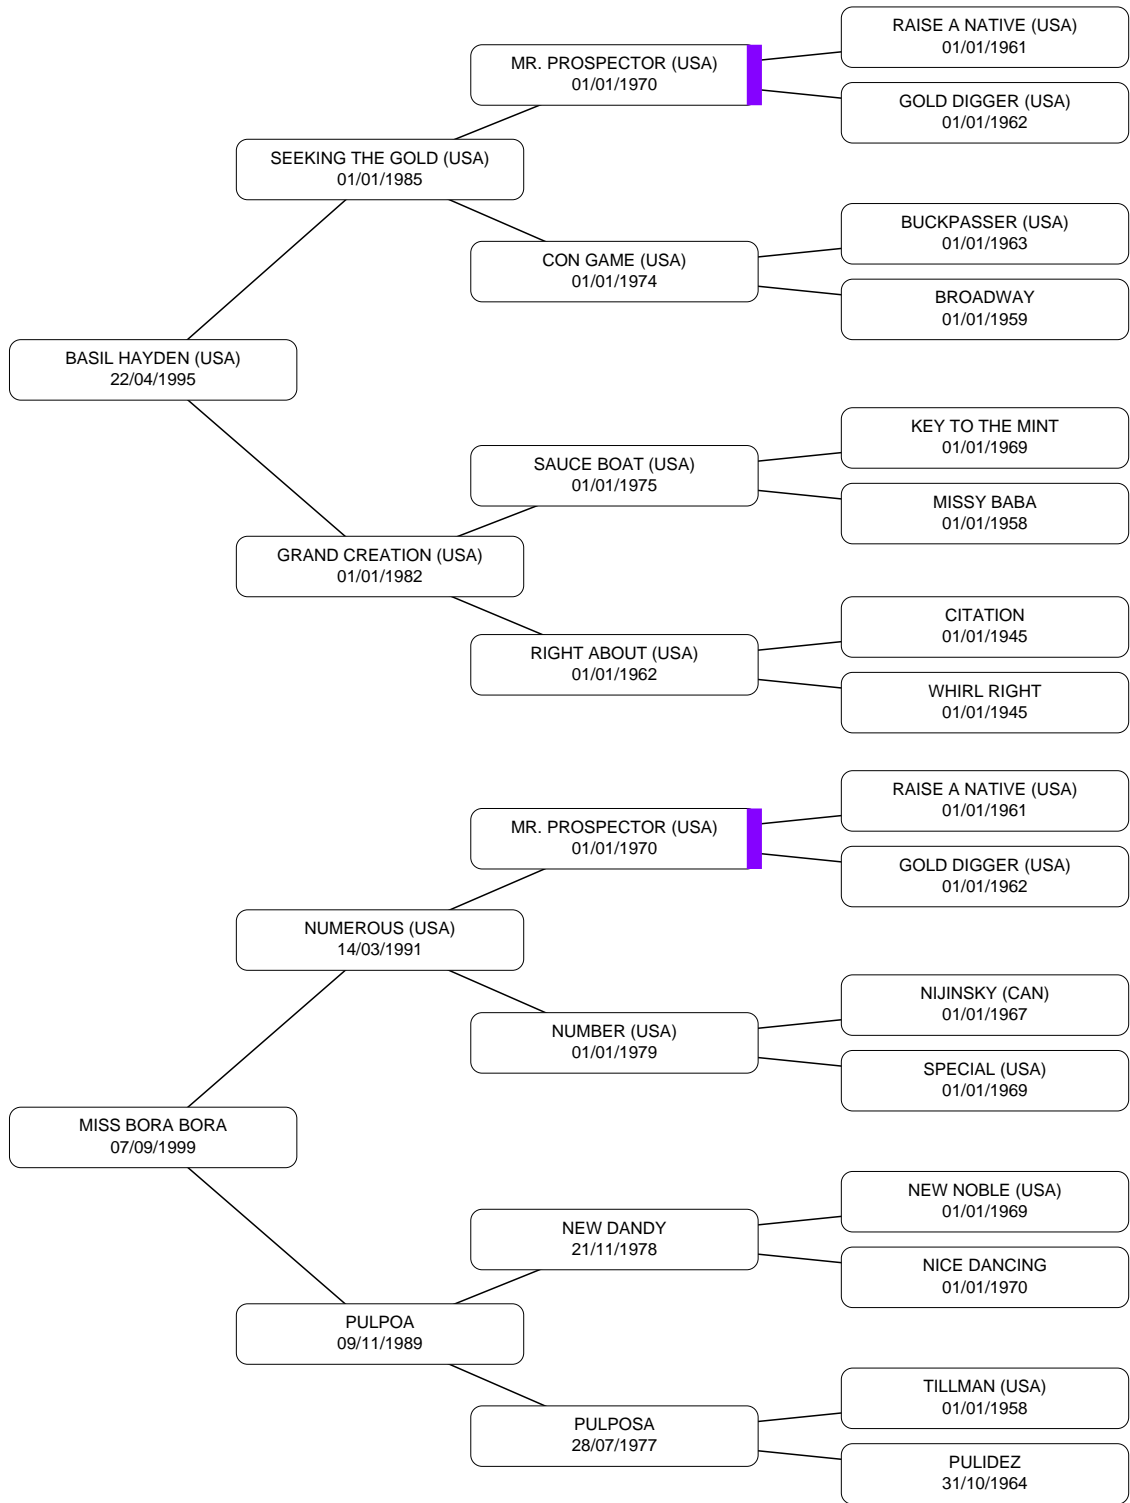 RAISE A NATIVE (USA)
01/01/1961
MR. PROSPECTOR (USA)
01/01/1970
GOLD DIGGER (USA)
01/01/1962
SEEKING THE GOLD (USA)
01/01/1985
BUCKPASSER (USA)
01/01/1963
CON GAME (USA)
01/01/1974
BROADWAY
01/01/1959
BASIL HAYDEN (USA)
22/04/1995
KEY TO THE MINT
01/01/1969
SAUCE BOAT (USA)
01/01/1975
MISSY BABA
01/01/1958
GRAND CREATION (USA)
01/01/1982
CITATION
01/01/1945
RIGHT ABOUT (USA)
01/01/1962
WHIRL RIGHT
01/01/1945
RAISE A NATIVE (USA)
01/01/1961
MR. PROSPECTOR (USA)
01/01/1970
GOLD DIGGER (USA)
01/01/1962
NUMEROUS (USA)
14/03/1991
NIJINSKY (CAN)
01/01/1967
NUMBER (USA)
01/01/1979
SPECIAL (USA)
01/01/1969
MISS BORA BORA
07/09/1999
NEW NOBLE (USA)
01/01/1969
NEW DANDY
21/11/1978
NICE DANCING
01/01/1970
PULPOA
09/11/1989
TILLMAN (USA)
01/01/1958
PULPOSA
28/07/1977
PULIDEZ
31/10/1964